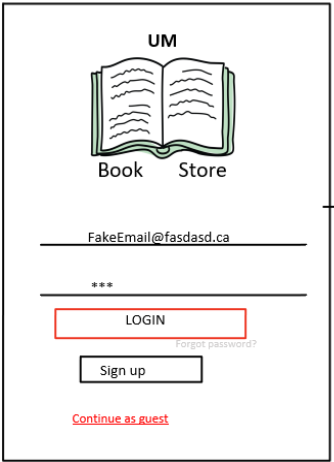 UM
Book Store
FakeEmail@fasdasd.ca
***
LOGIN
Forgot password?
Sign up
Continue as guest